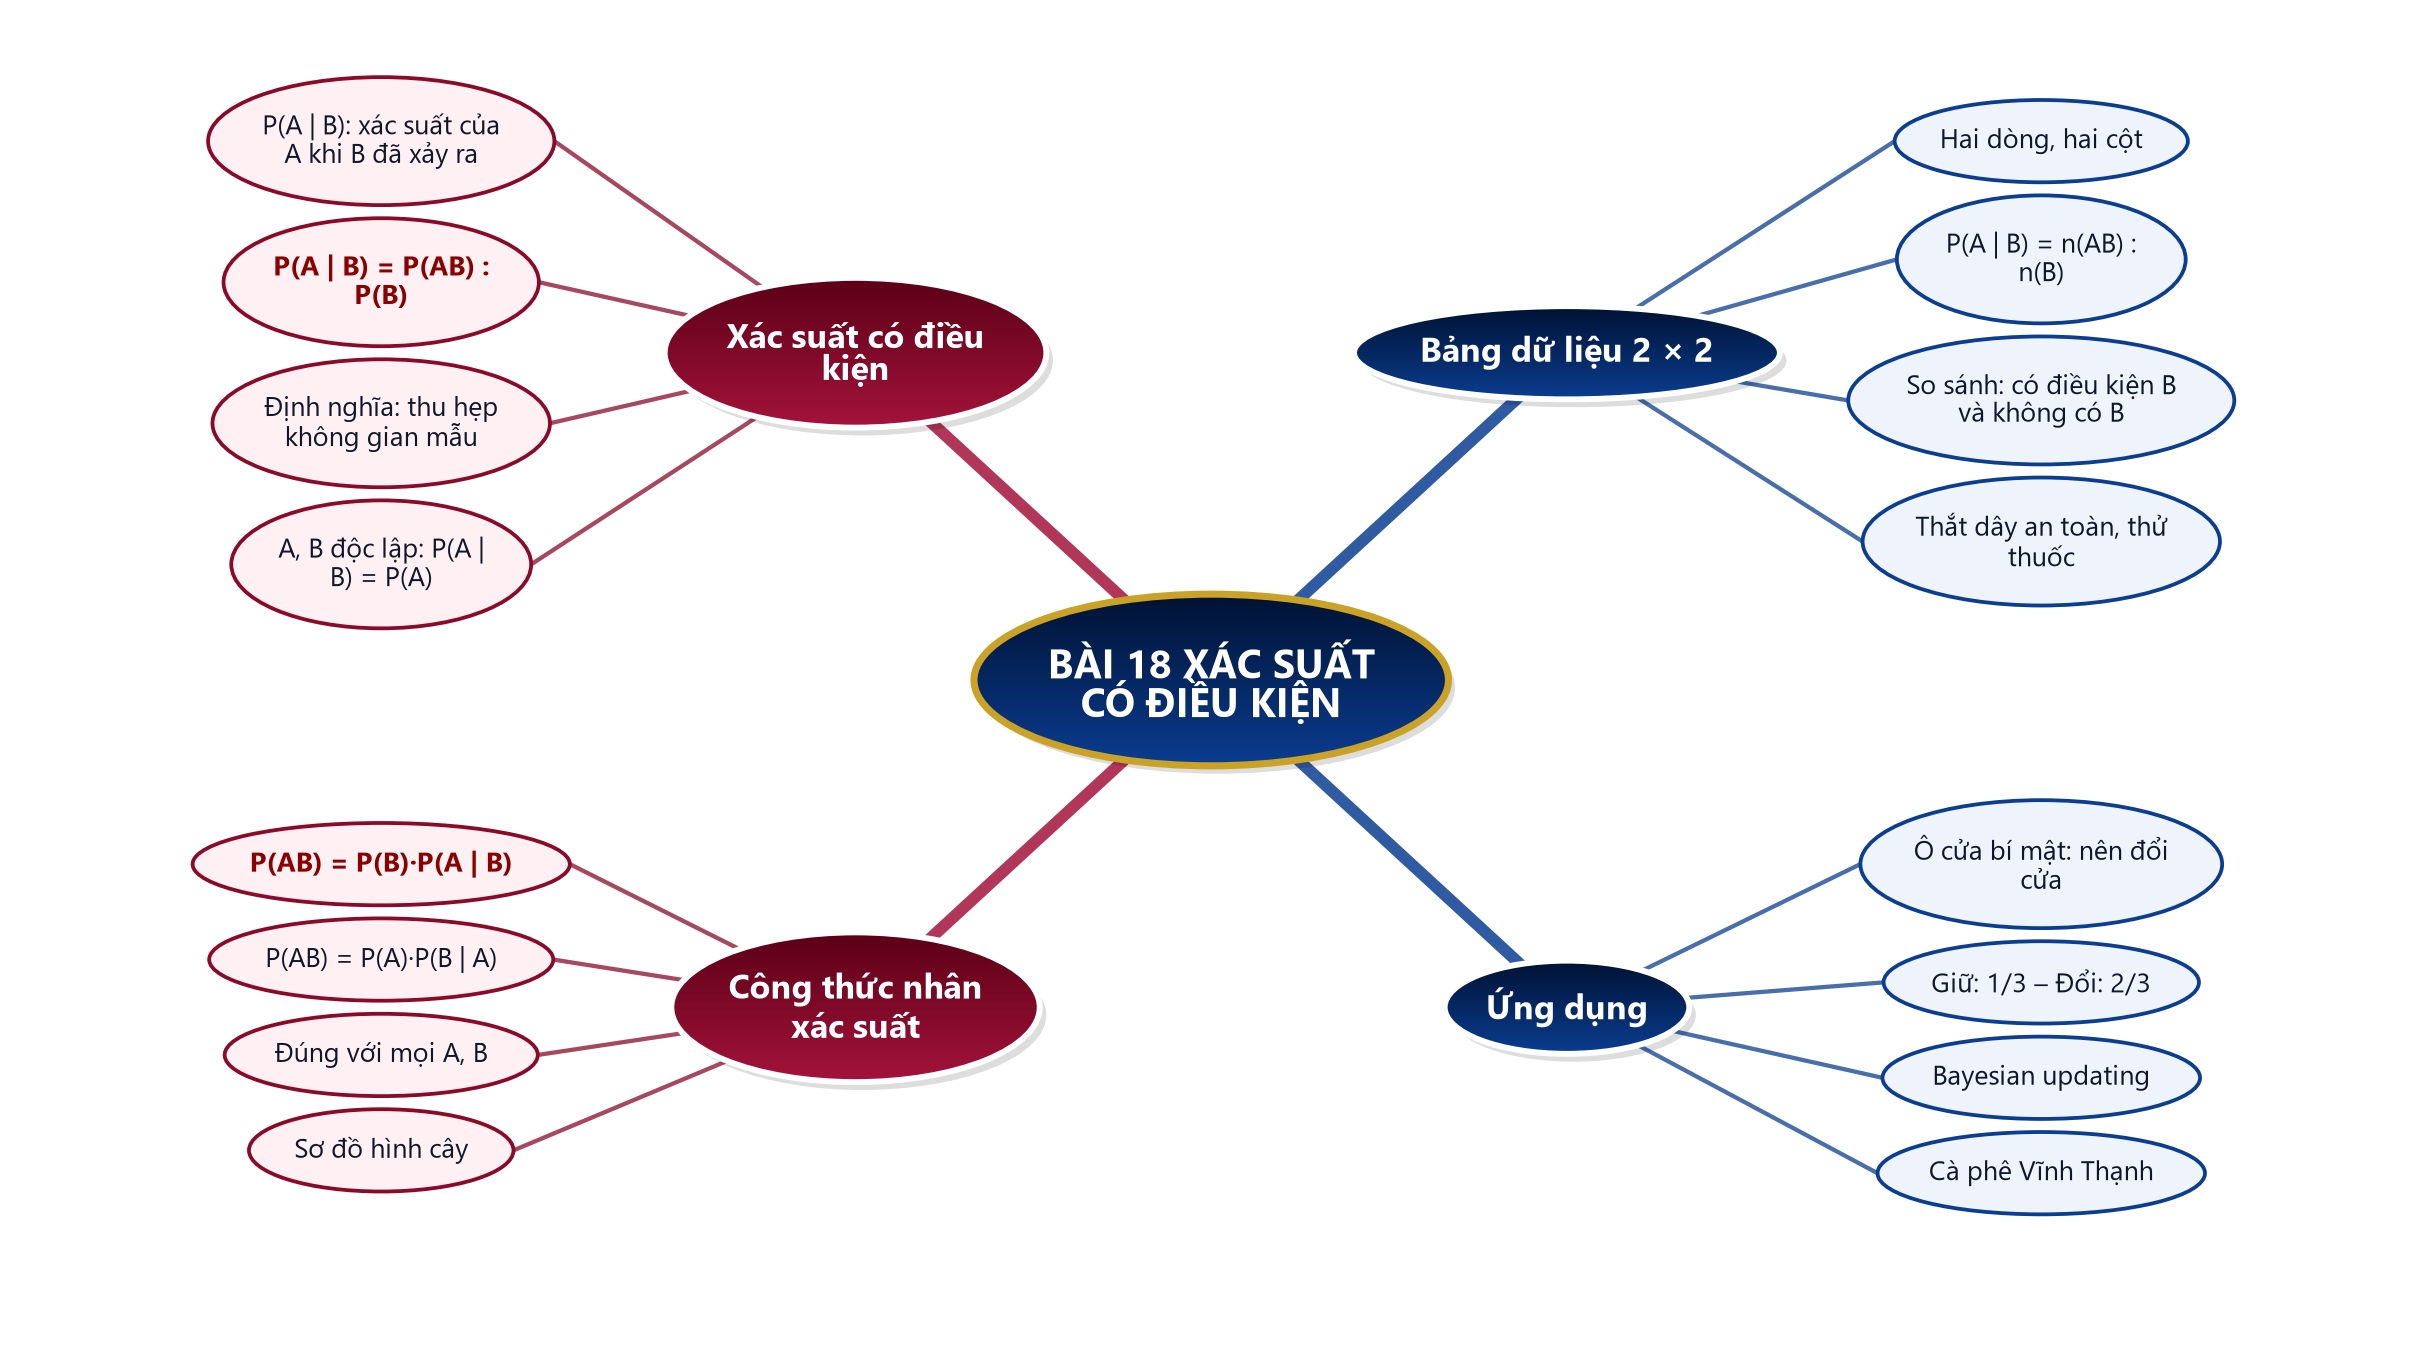 P(A | B): xác suất của
A khi B đã xảy ra
P(A | B) = P(AB) :
P(B)
Định nghĩa: thu hẹp
không gian mẫu
A, B độc lập: P(A |
B) = P(A)
Xác suất có điều
kiện
Hai dòng, hai cột
P(A | B) = n(AB) :
n(B)
So sánh: có điều kiện B
và không có B
Thắt dây an toàn, thử
thuốc
Bảng dữ liệu 2 × 2
BÀI 18 XÁC SUẤT
CÓ ĐIỀU KIỆN
P(AB) = P(B)·P(A | B)
P(AB) = P(A)·P(B | A)
Đúng với mọi A, B
Sơ đồ hình cây
Công thức nhân
xác suất
Ô cửa bí mật: nên đổi
cửa
Giữ: 1/3 – Đổi: 2/3
Bayesian updating
Cà phê Vĩnh Thạnh
Ứng dụng